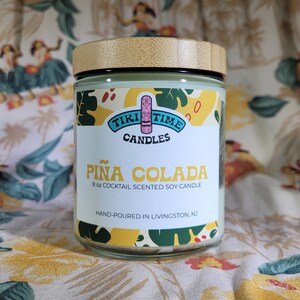 TIKI TIME
CANDLES
PIÑA COLADA
8 oz COCKTAIL SCENTED SOY CANDLE
HAND-POURED IN LIVINGSTON, NJ